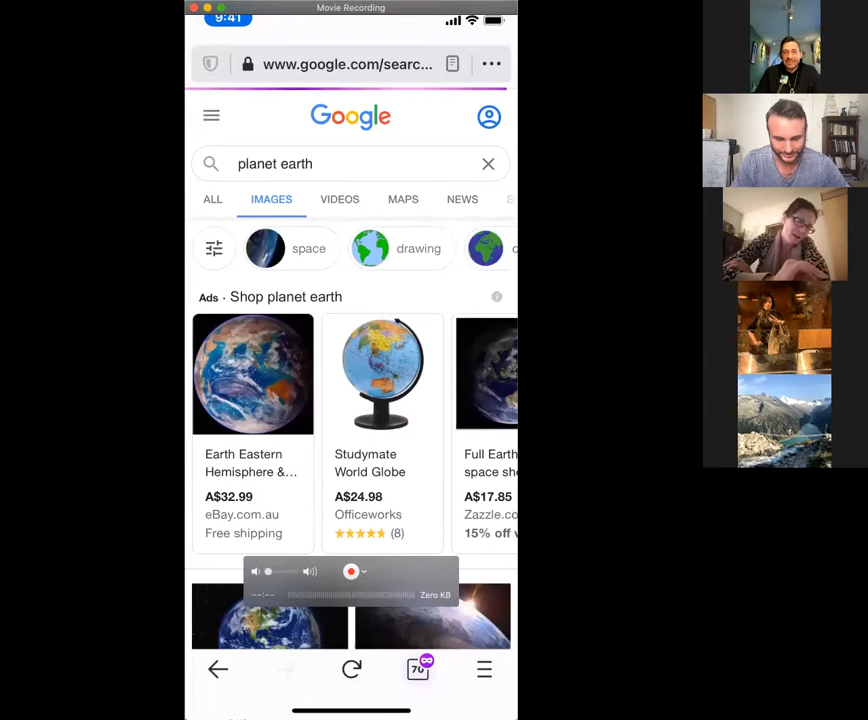 Movie Recording
9:41
www.google.com/searc...
Google
planet earth
ALL IMAGES VIDEOS MAPS NEWS S
space drawing
Ads · Shop planet earth
Earth Eastern
Hemisphere &...
A$32.99
eBay.com.au
Free shipping
Studymate
World Globe
A$24.98
Officeworks
(8)
Full Earth
space sh
A$17.85
Zazzle.co
15% off
--:-- Zero KB